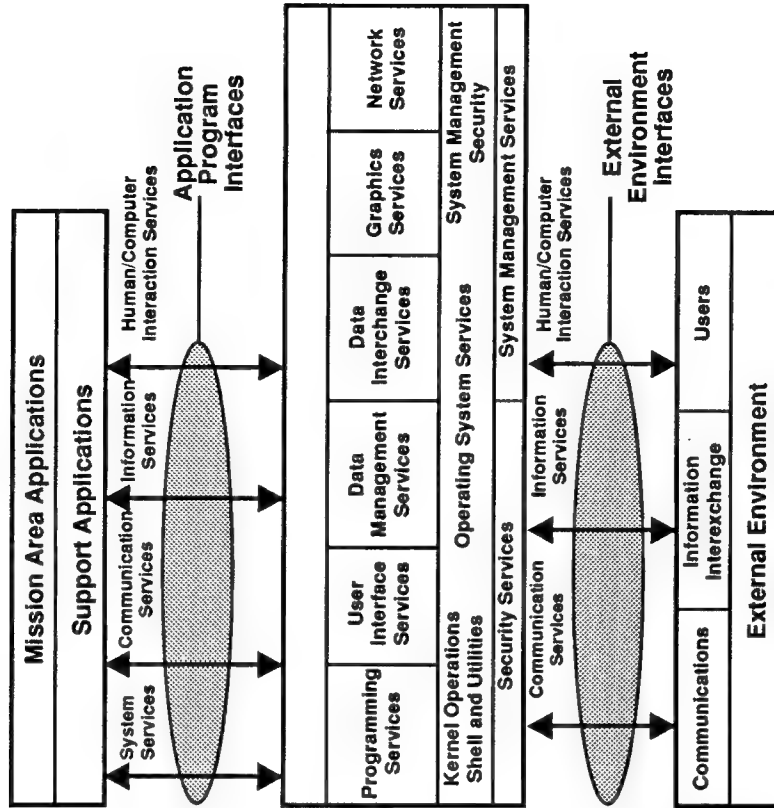 Mission Area Applications
Support Applications
System
Services
Communication
Services
Information
Services
Human/Computer
Interaction Services
Application
Program
Interfaces
Programming
Services
User
Interface
Services
Data
Management
Services
Data
Interchange
Services
Graphics
Services
Network
Services
Kernel Operations
Shell and Utilities
Operating System Services
System Management
Security
Security Services
System Management Services
Communication
Services
Information
Services
Human/Computer
Interaction Services
External
Environment
Interfaces
Communications
Information
Interexchange
Users
External Environment